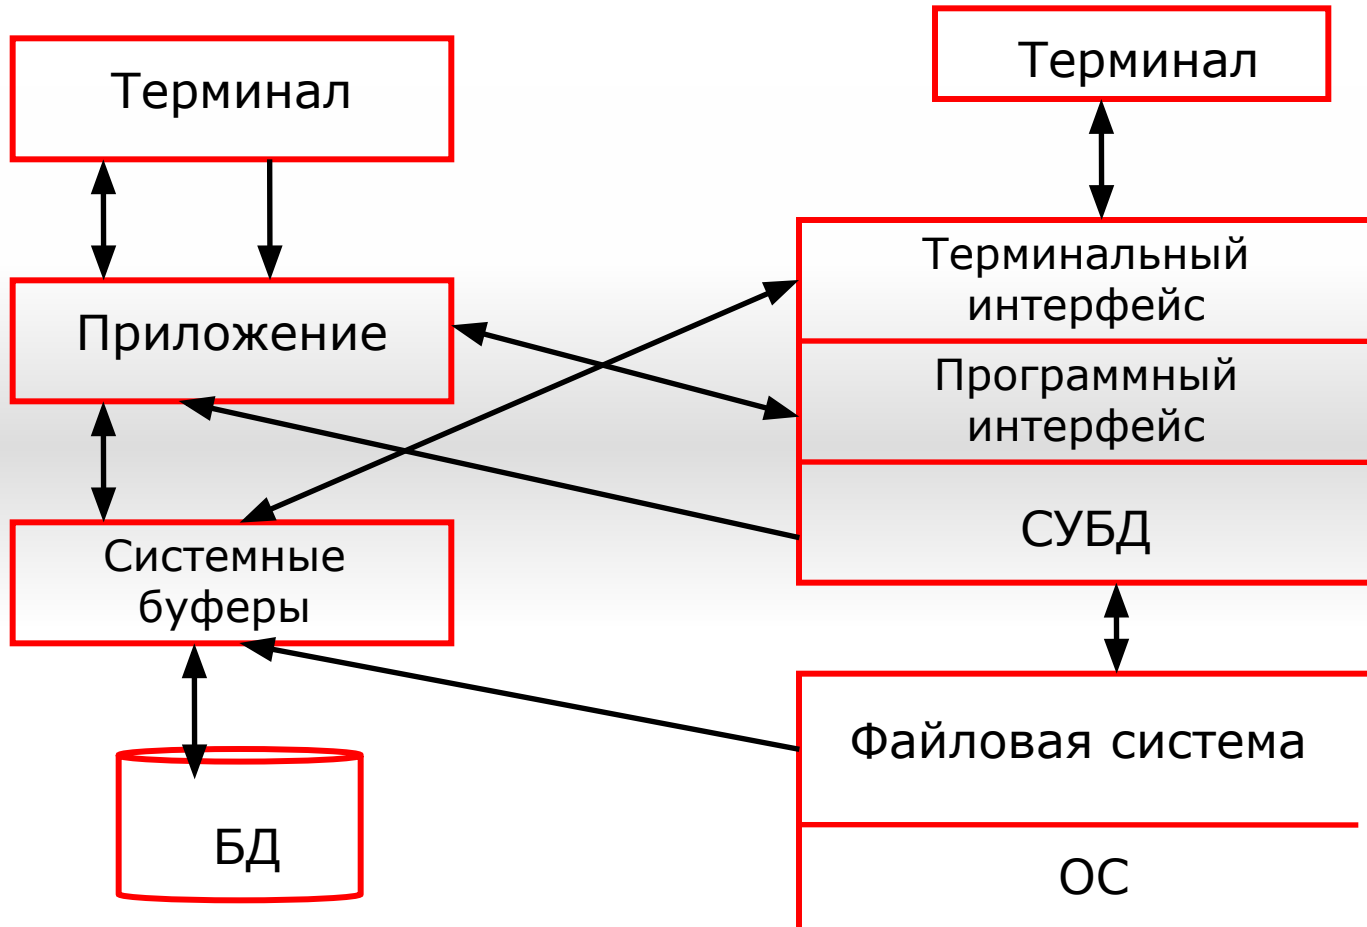 Терминал
Терминал
Терминальный
интерфейс
Приложение
Программный
интерфейс
СУБД
Системные
буферы
Файловая система
БД
ОС